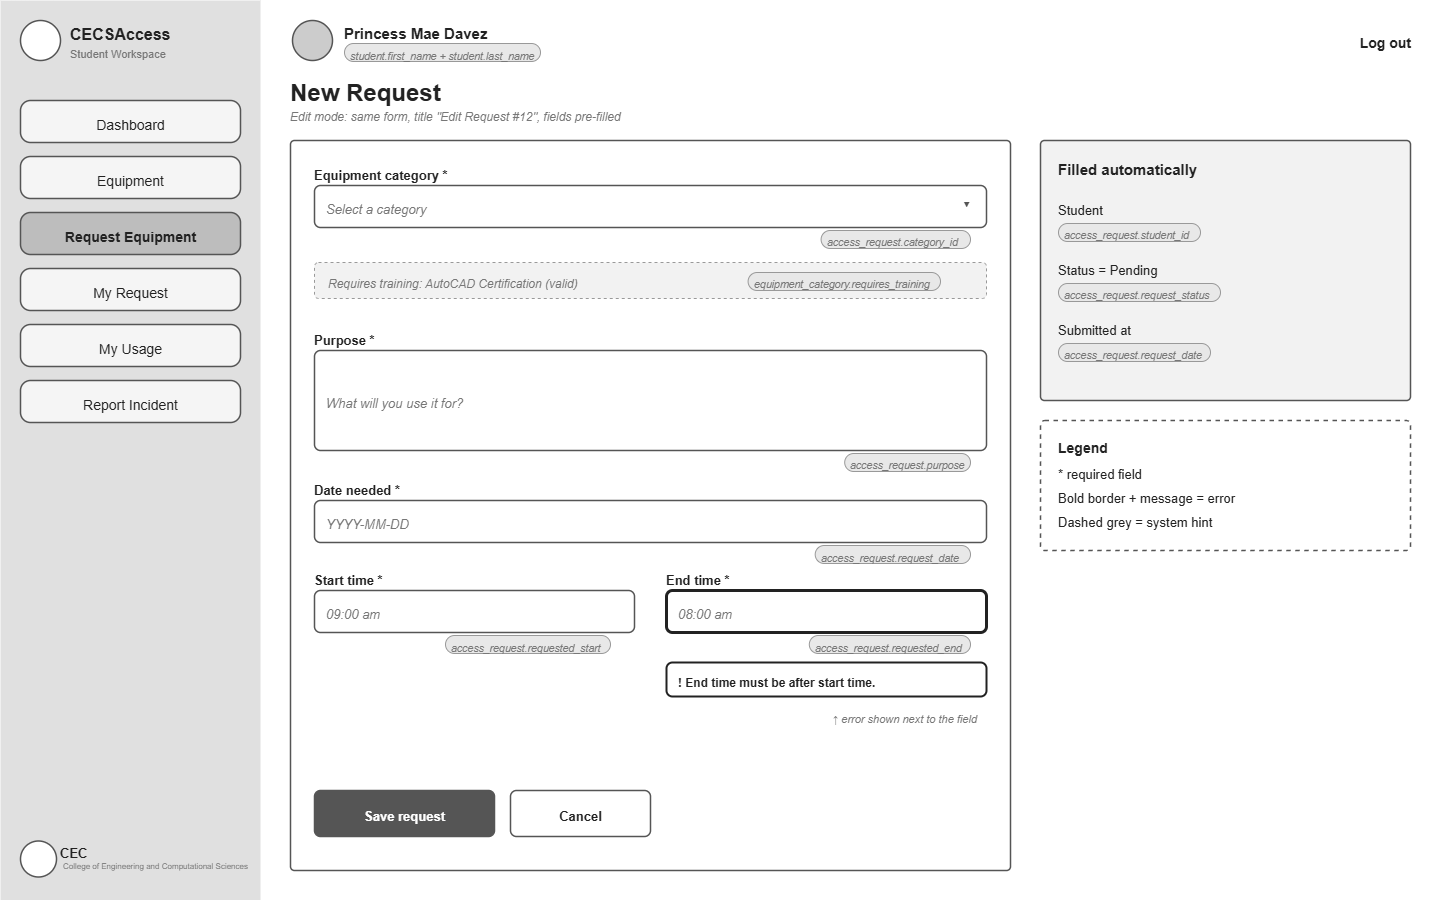 CECSAccess
Student Workspace
Dashboard
Equipment
Request Equipment
My Request
My Usage
Report Incident
CEC
College of Engineering and Computational Sciences
Princess Mae Davez
student.first_name + student.last_name
Log out
New Request
Edit mode: same form, title "Edit Request #12", fields pre-filled
Equipment category *
Select a category
access_request.category_id
Requires training: AutoCAD Certification (valid)
equipment_category.requires_training
Purpose *
What will you use it for?
access_request.purpose
Date needed *
YYYY-MM-DD
access_request.request_date
Start time *
09:00 am
access_request.requested_start
End time *
08:00 am
access_request.requested_end
! End time must be after start time.
↑ error shown next to the field
Save request
Cancel
Filled automatically
Student
access_request.student_id
Status = Pending
access_request.request_status
Submitted at
access_request.request_date
Legend
* required field
Bold border + message = error
Dashed grey = system hint